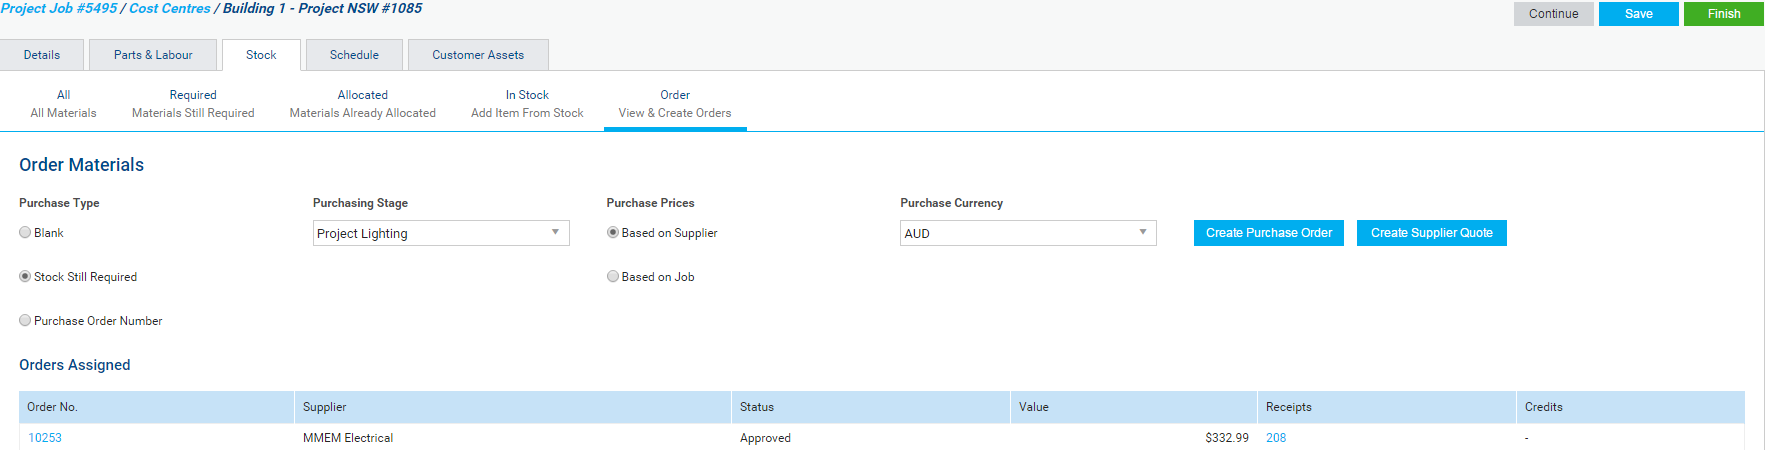 Project Job #5495 / Cost Centres / Building 1 - Project NSW #1085
Continue Save Finish
Details Parts & Labour Stock Schedule Customer Assets
All Required Allocated In Stock Order
All Materials Materials Still Required Materials Already Allocated Add Item From Stock View & Create Orders
Order Materials
Purchase Type Purchasing Stage Purchase Prices Purchase Currency
Blank Project Lighting Based on Supplier AUD Create Purchase Order Create Supplier Quote
Stock Still Required Based on Job
Purchase Order Number
Orders Assigned
Order No. Supplier Status Value Receipts Credits
10253 MMEM Electrical Approved $332.99 208 -